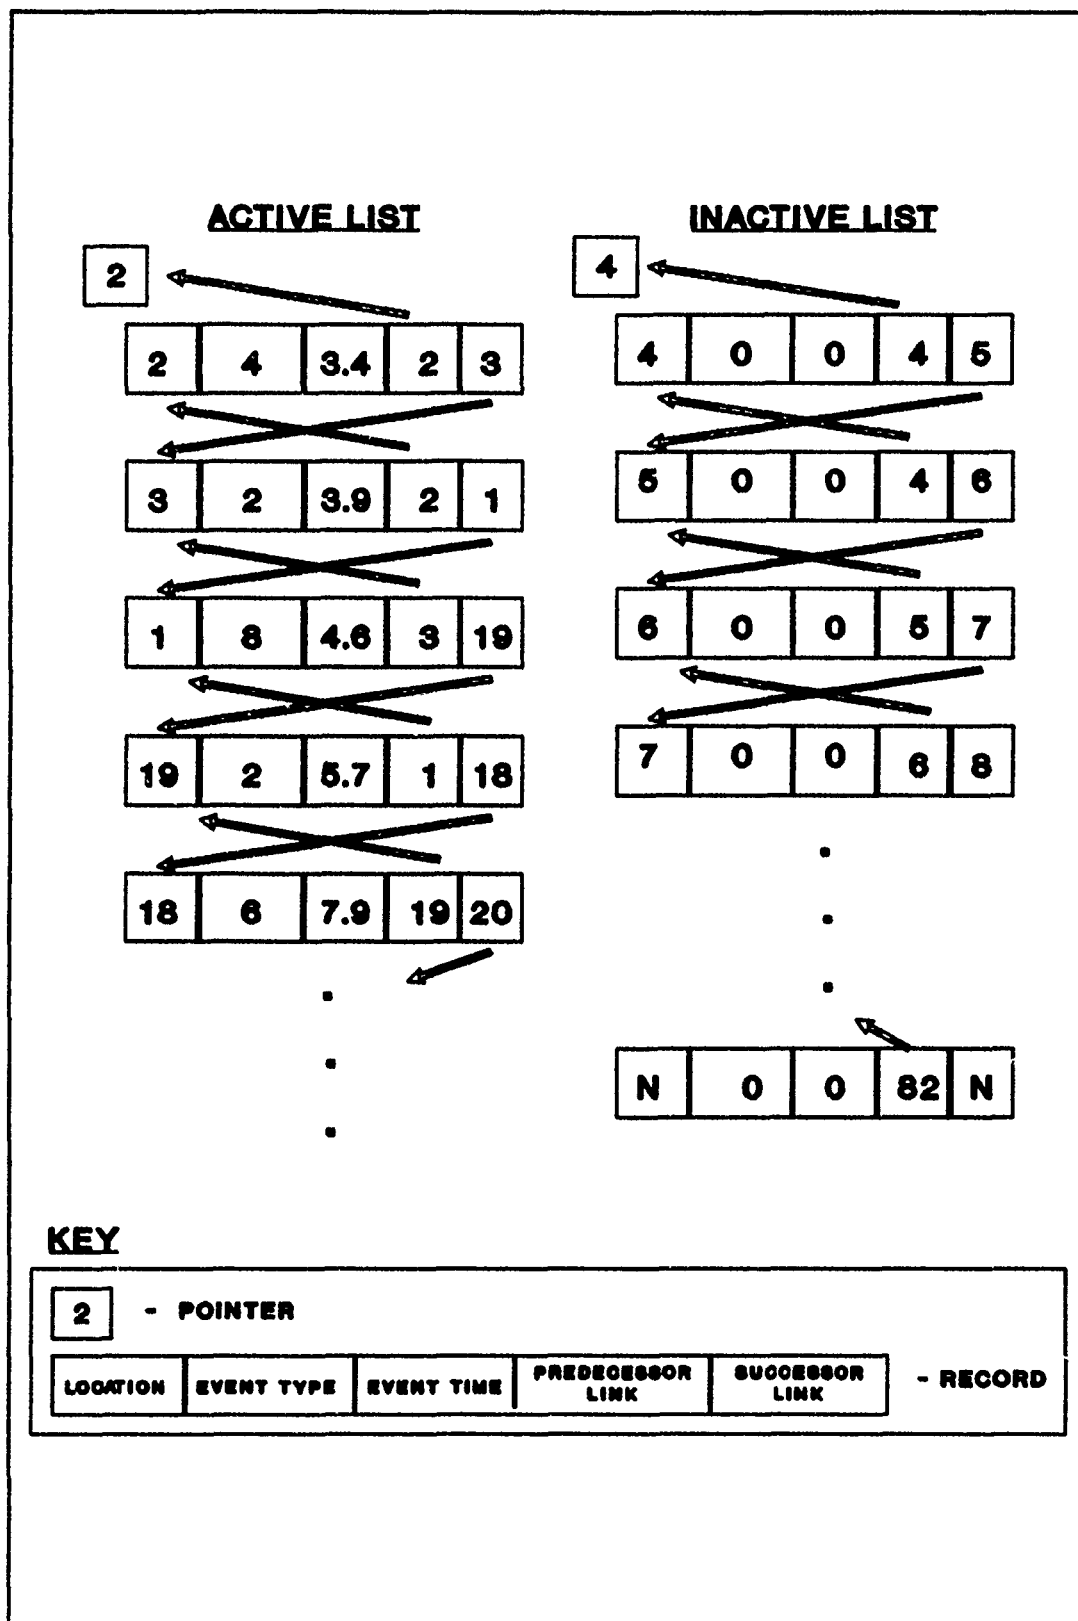 ACTIVE LIST
2
2 4 3.4 2 3
3 2 3.9 2 1
1 8 4.6 3 19
19 2 5.7 1 18
18 6 7.9 19 20
INACTIVE LIST
4
4 0 0 4 5
5 0 0 4 6
6 0 0 5 7
7 0 0 6 8
N 0 0 82 N
KEY
2 - POINTER
LOCATION EVENT TYPE EVENT TIME PREDECESSOR LINK SUCCESSOR LINK - RECORD